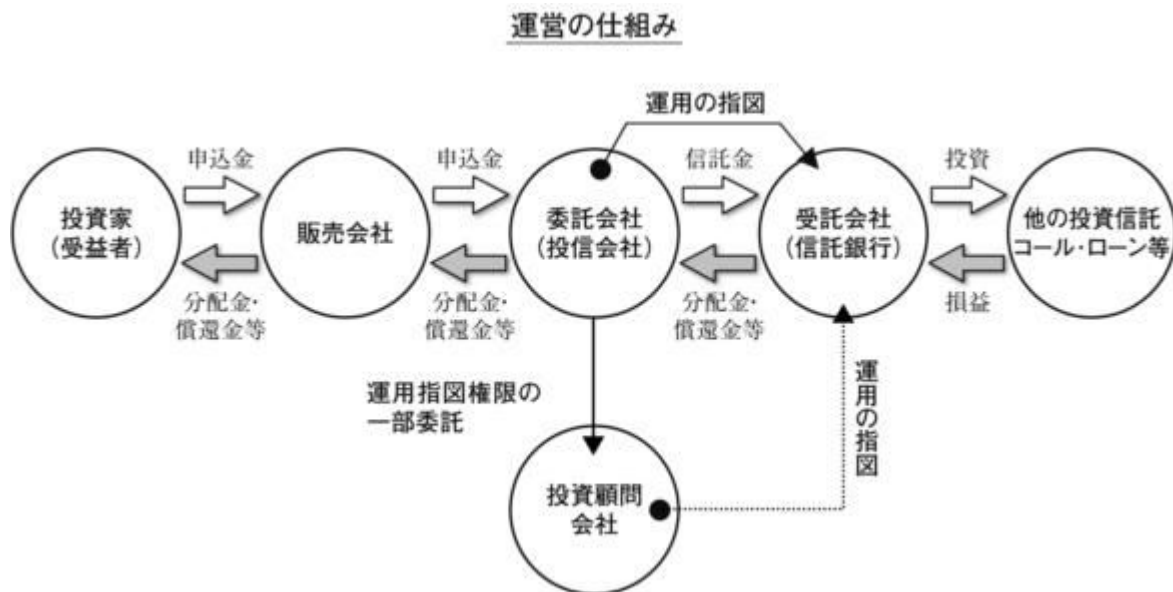 運営の仕組み
運用の指図
申込金
申込金
信託金
投資
投資家
(受益者)
販売会社
委託会社
(投信会社)
受託会社
(信託銀行)
他の投資信託
コール・ローン等
分配金・
償還金等
分配金・
償還金等
分配金・
償還金等
損益
運用指図権限の
一部委託
運用の指図
投資顧問
会社